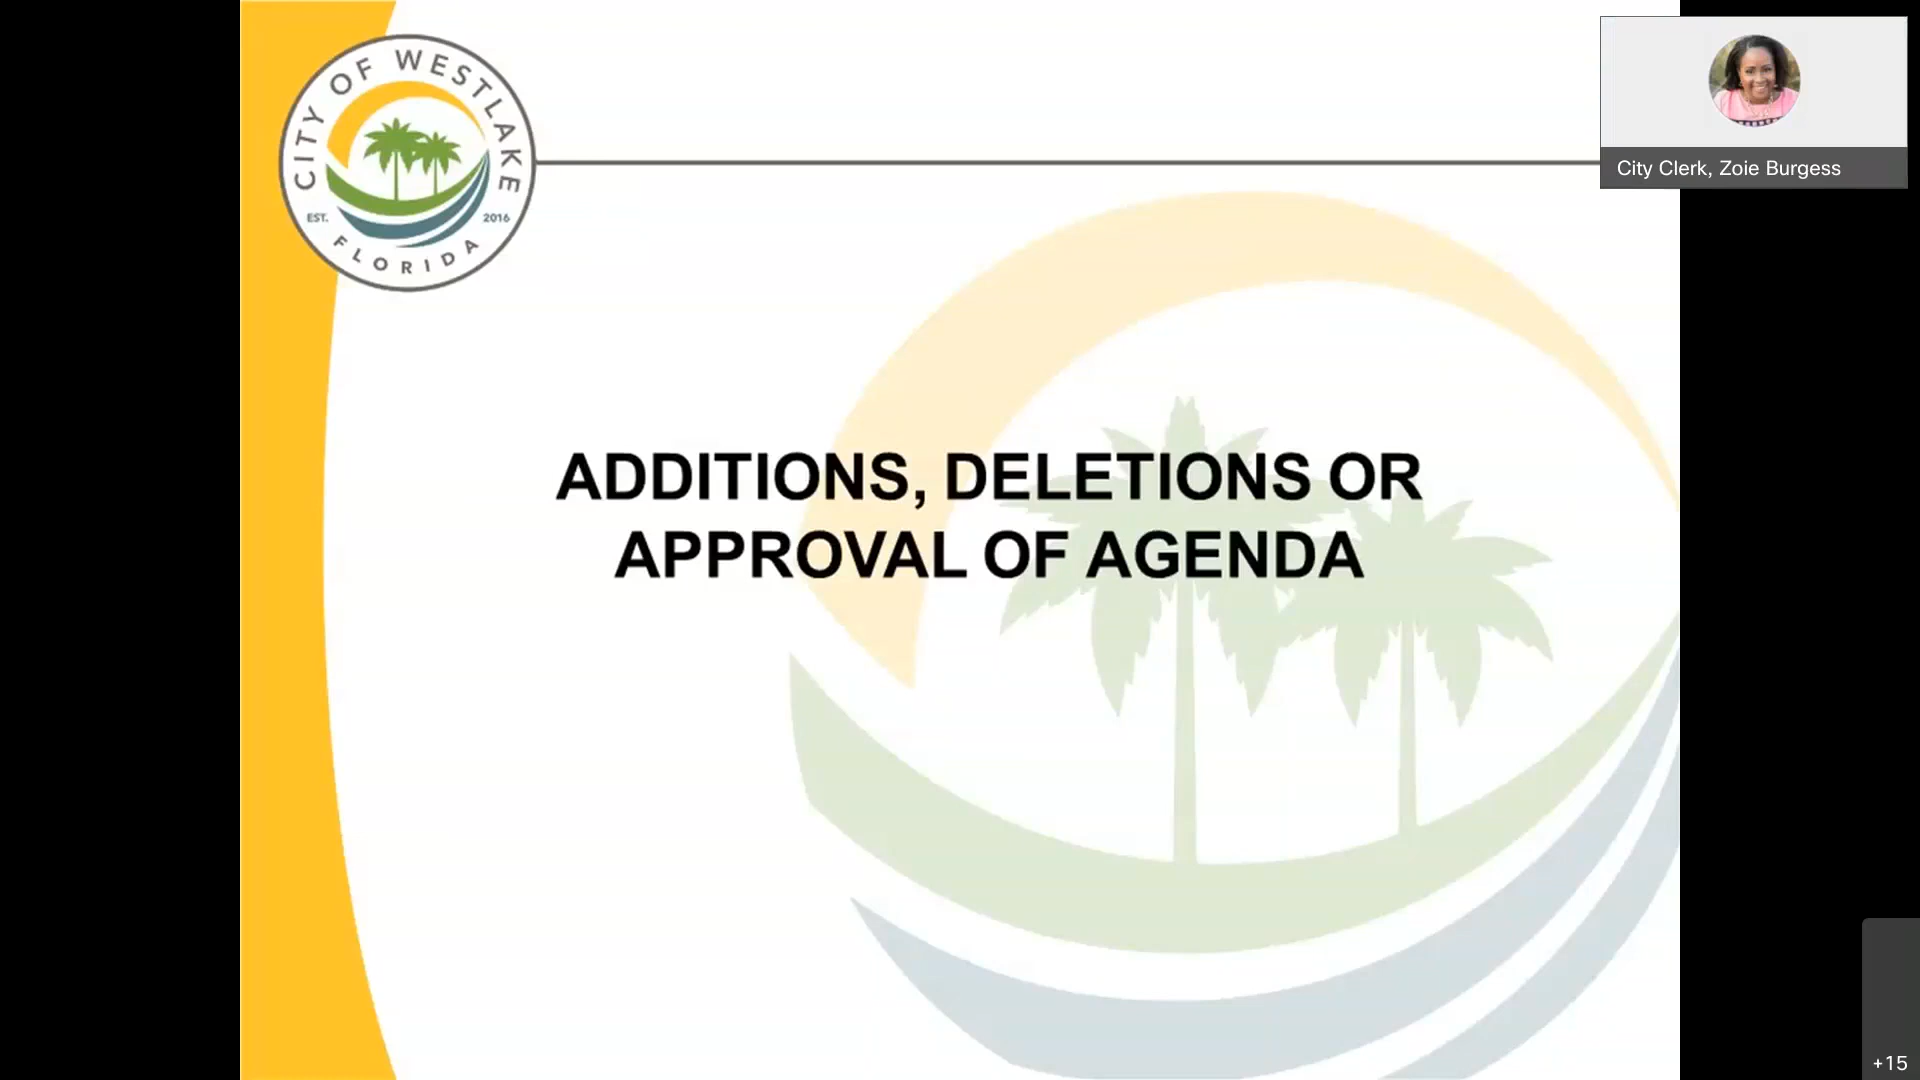 CITY OF WESTLAKE
EST. 2016
FLORIDA
City Clerk, Zoie Burgess
ADDITIONS, DELETIONS OR
APPROVAL OF AGENDA
+15